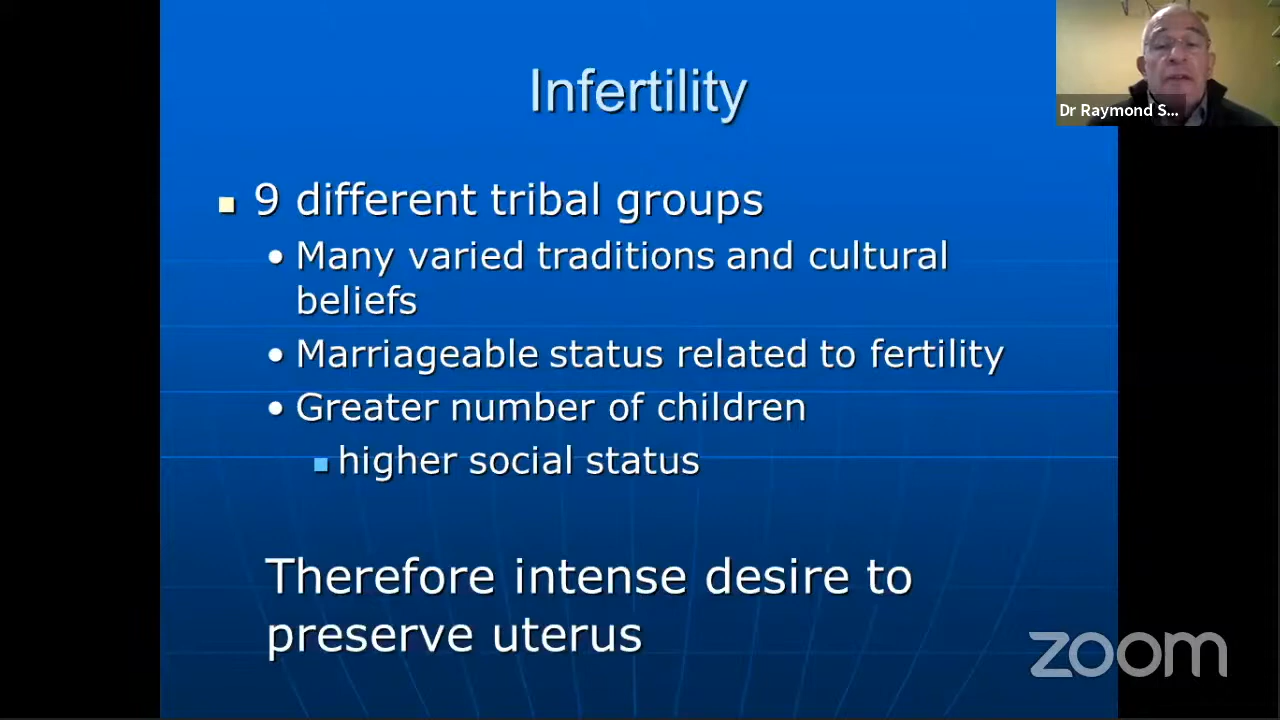 Infertility
9 different tribal groups
Many varied traditions and cultural
beliefs
Marriageable status related to fertility
Greater number of children
higher social status
Therefore intense desire to
preserve uterus
Dr Raymond S...
zoom